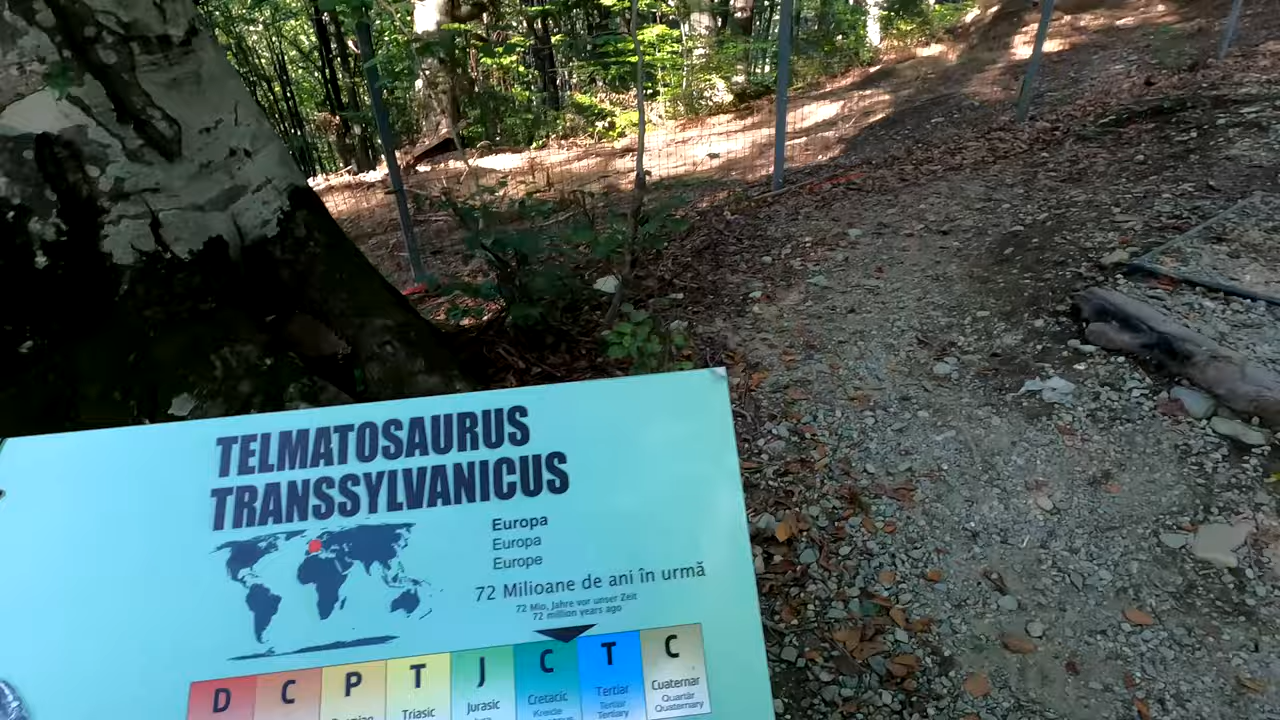 TELMATOSAURUS
TRANSSYLVANICUS
Europa
Europa
Europe
72 Milioane de ani în urmă
72 Mio. Jahre vor unser Zeit
72 million years ago
D C P T J C T C
Triasic Jurasic Cretacic Tertiar Cuaternar
Kreide Tertiär Quartär
Tertiary Quaternary